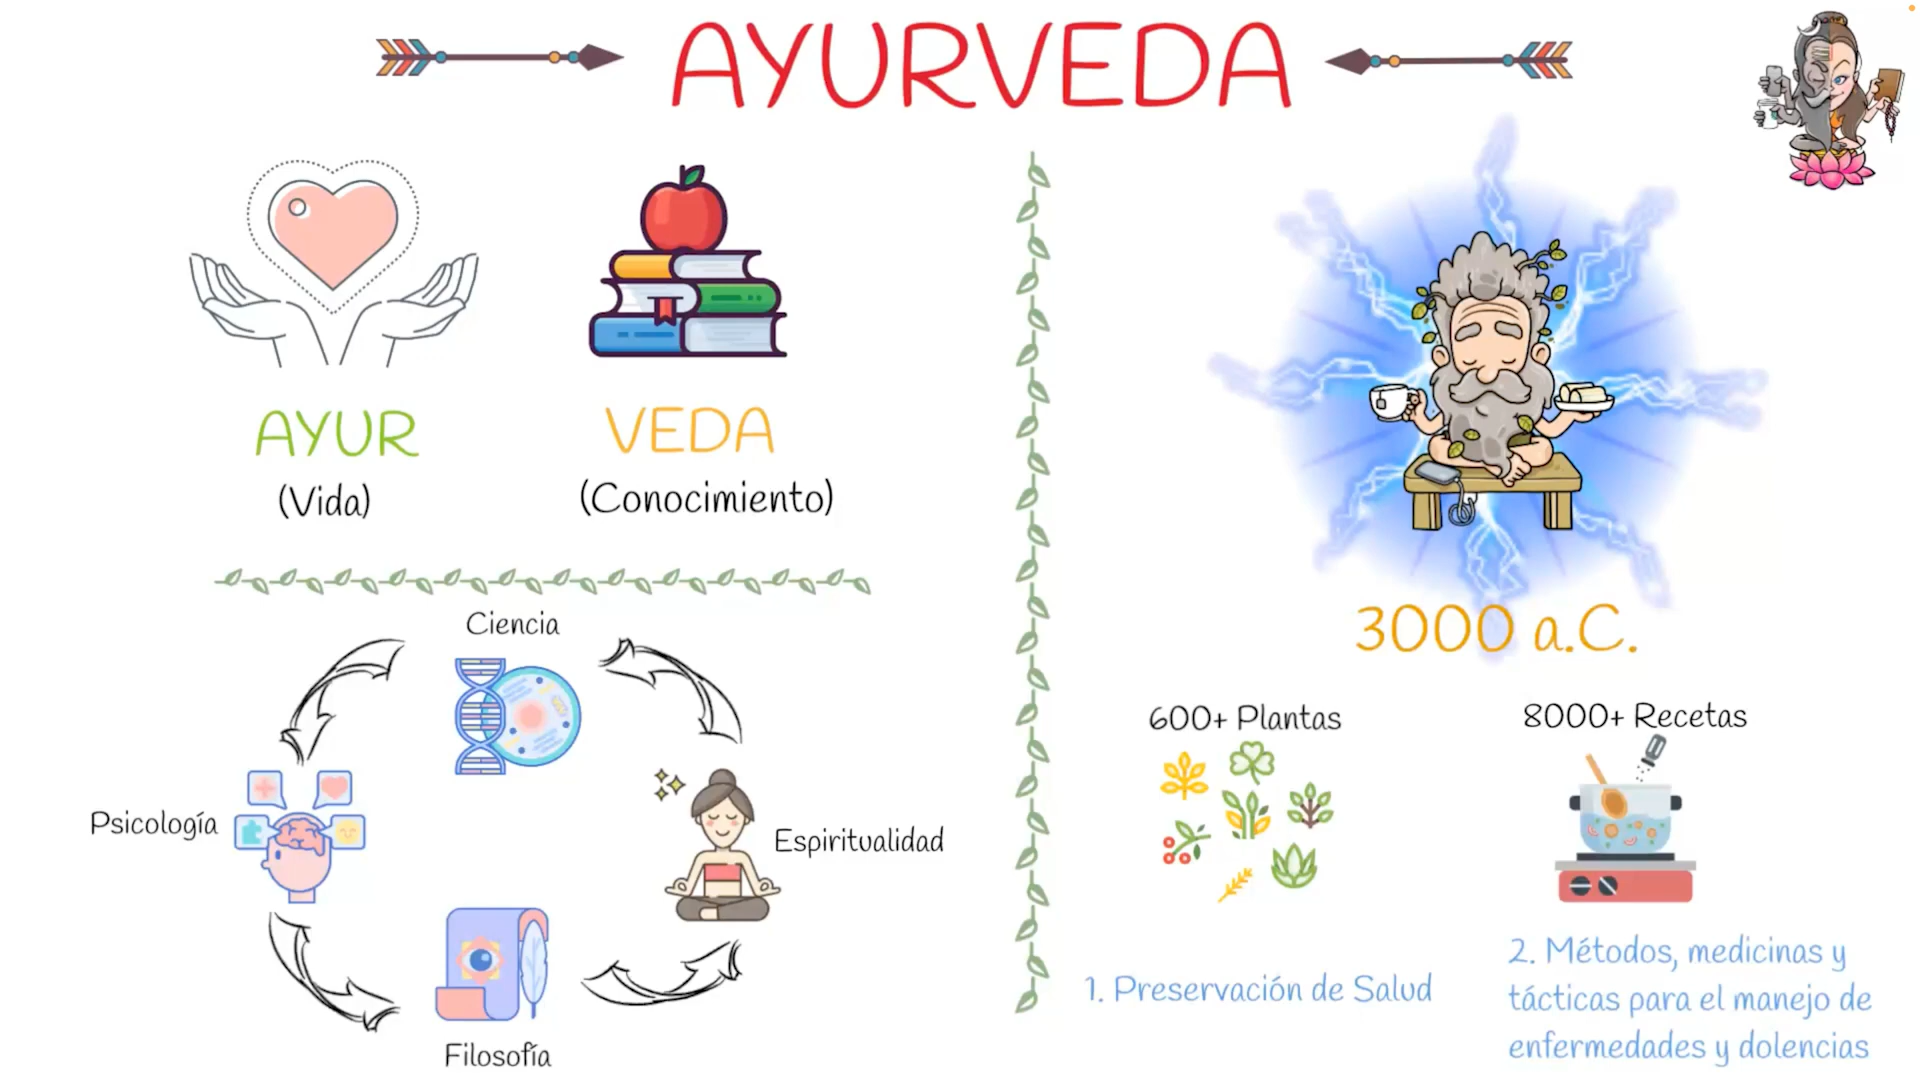 AYURVEDA
AYUR
(Vida)
VEDA
(Conocimiento)
Ciencia
Psicología
Espiritualidad
Filosofía
3000 a.C.
600+ Plantas
8000+ Recetas
1. Preservación de Salud
2. Métodos, medicinas y
tácticas para el manejo de
enfermedades y dolencias